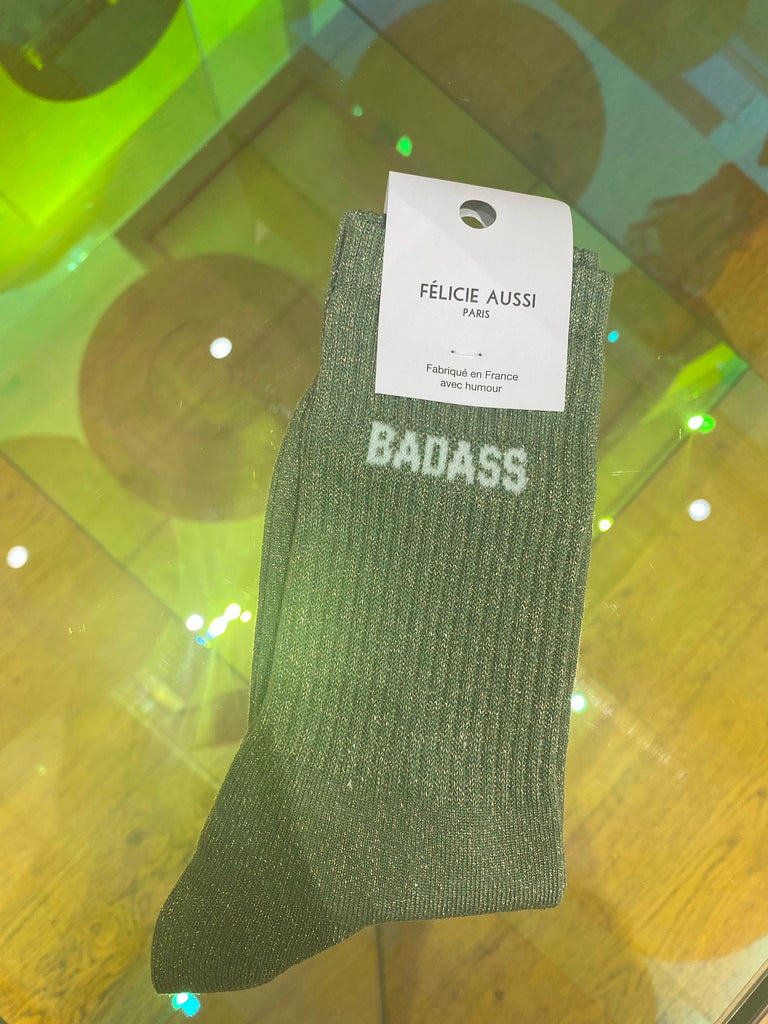 FÉLICIE AUSSI
PARIS
Fabriqué en France
avec humour
BADASS